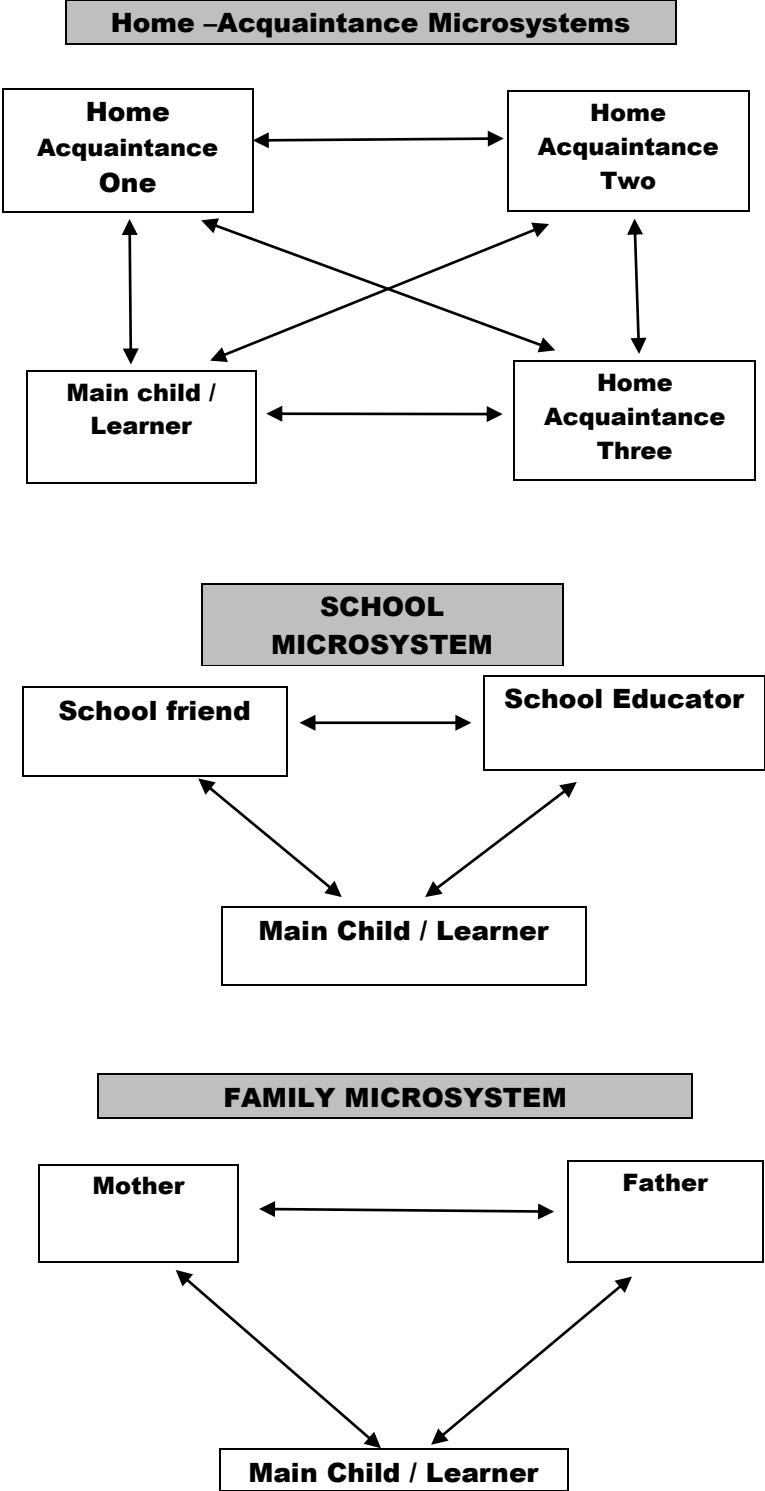 Home –Acquaintance Microsystems
Home
Acquaintance
One
Home
Acquaintance
Two
Main child /
Learner
Home
Acquaintance
Three
SCHOOL
MICROSYSTEM
School friend
School Educator
Main Child / Learner
FAMILY MICROSYSTEM
Mother
Father
Main Child / Learner